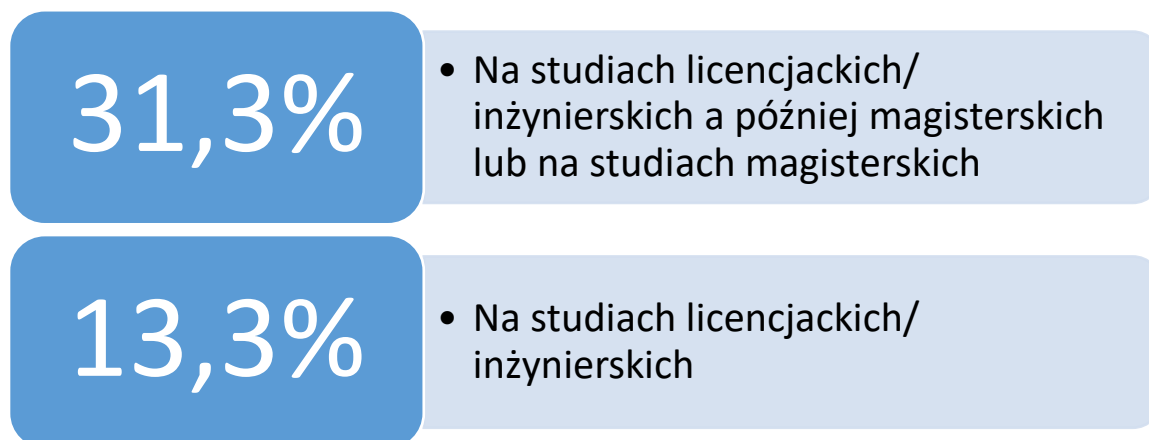 31,3%
• Na studiach licencjackich/
inżynierskich a później magisterskich
lub na studiach magisterskich
13,3%
• Na studiach licencjackich/
inżynierskich